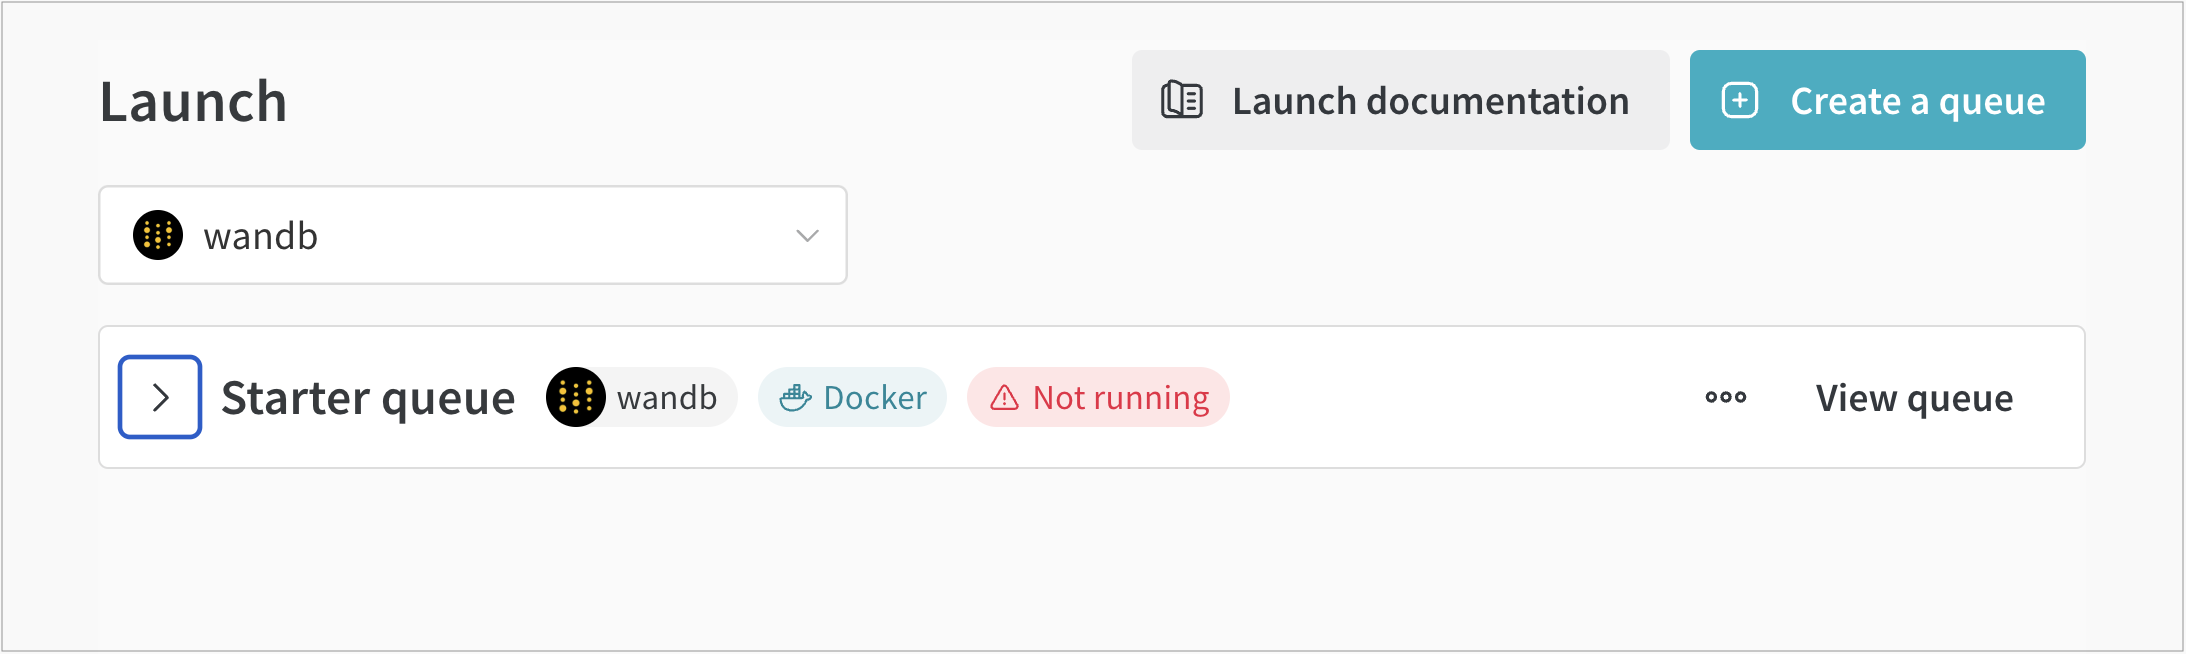 Launch
Launch documentation
Create a queue
wandb
Starter queue
wandb
Docker
Not running
View queue